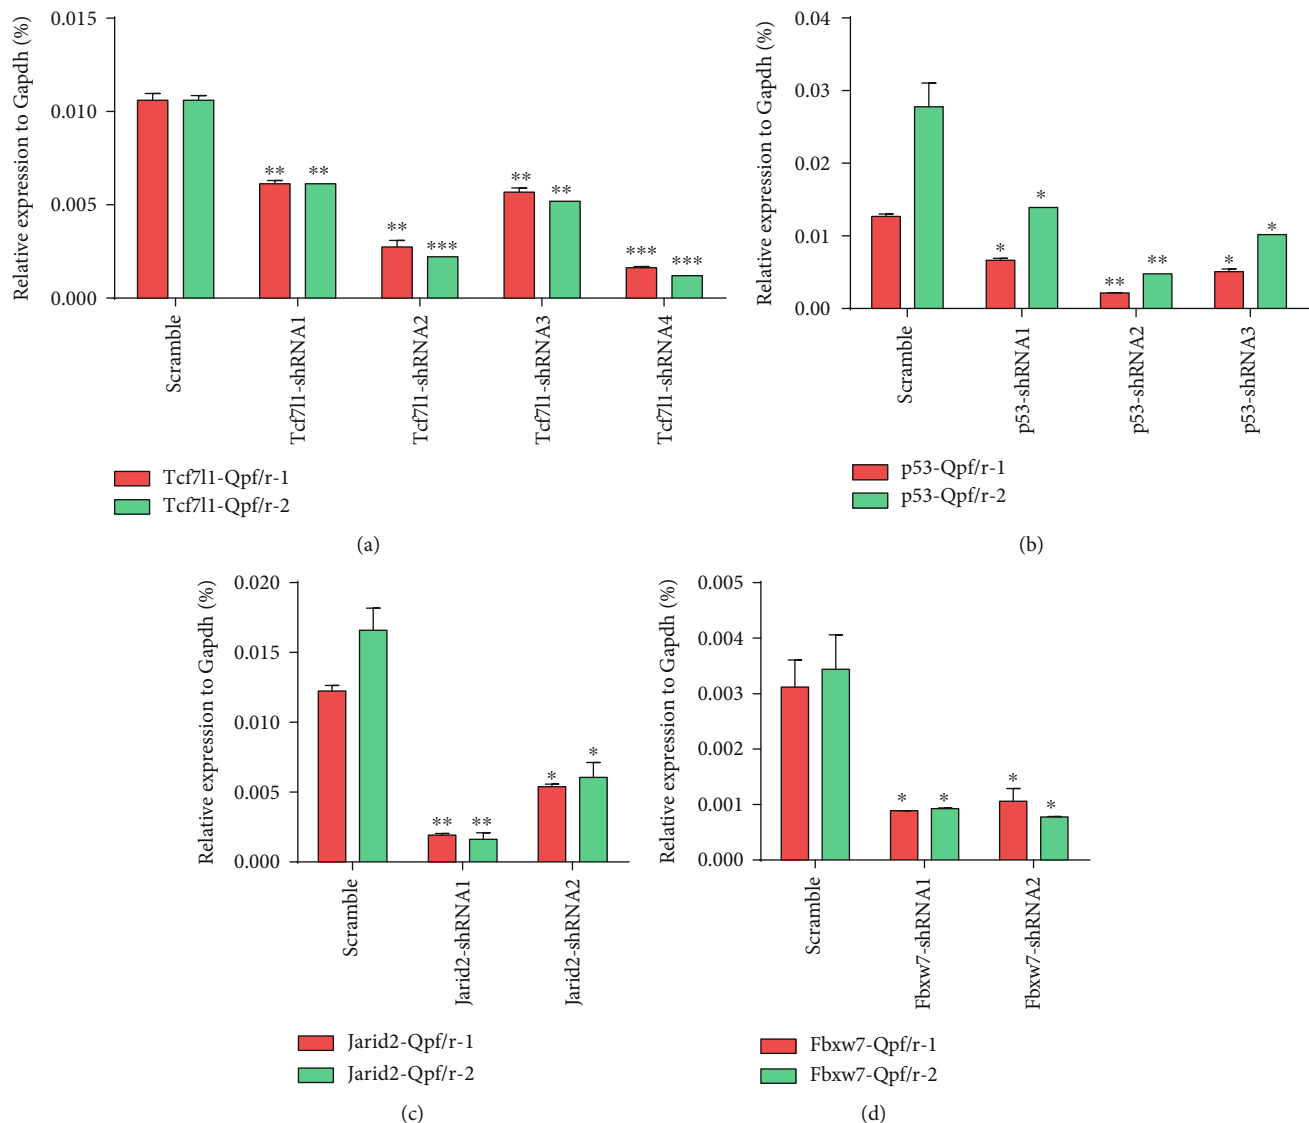 Relative expression to Gapdh (%)
0.015
0.010
0.005
0.000
** ** ** *** ** ** *** ***
Scramble
Tcf7l1-shRNA1
Tcf7l1-shRNA2
Tcf7l1-shRNA3
Tcf7l1-shRNA4
Tcf7l1-Qpf/r-1
Tcf7l1-Qpf/r-2
(a)
Relative expression to Gapdh (%)
0.04
0.03
0.02
0.01
0.00
* * ** ** * *
Scramble
p53-shRNA1
p53-shRNA2
p53-shRNA3
p53-Qpf/r-1
p53-Qpf/r-2
(b)
Relative expression to Gapdh (%)
0.020
0.015
0.010
0.005
0.000
** ** * *
Scramble
Jarid2-shRNA1
Jarid2-shRNA2
Jarid2-Qpf/r-1
Jarid2-Qpf/r-2
(c)
Relative expression to Gapdh (%)
0.005
0.004
0.003
0.002
0.001
0.000
* * * *
Scramble
Fbxw7-shRNA1
Fbxw7-shRNA2
Fbxw7-Qpf/r-1
Fbxw7-Qpf/r-2
(d)